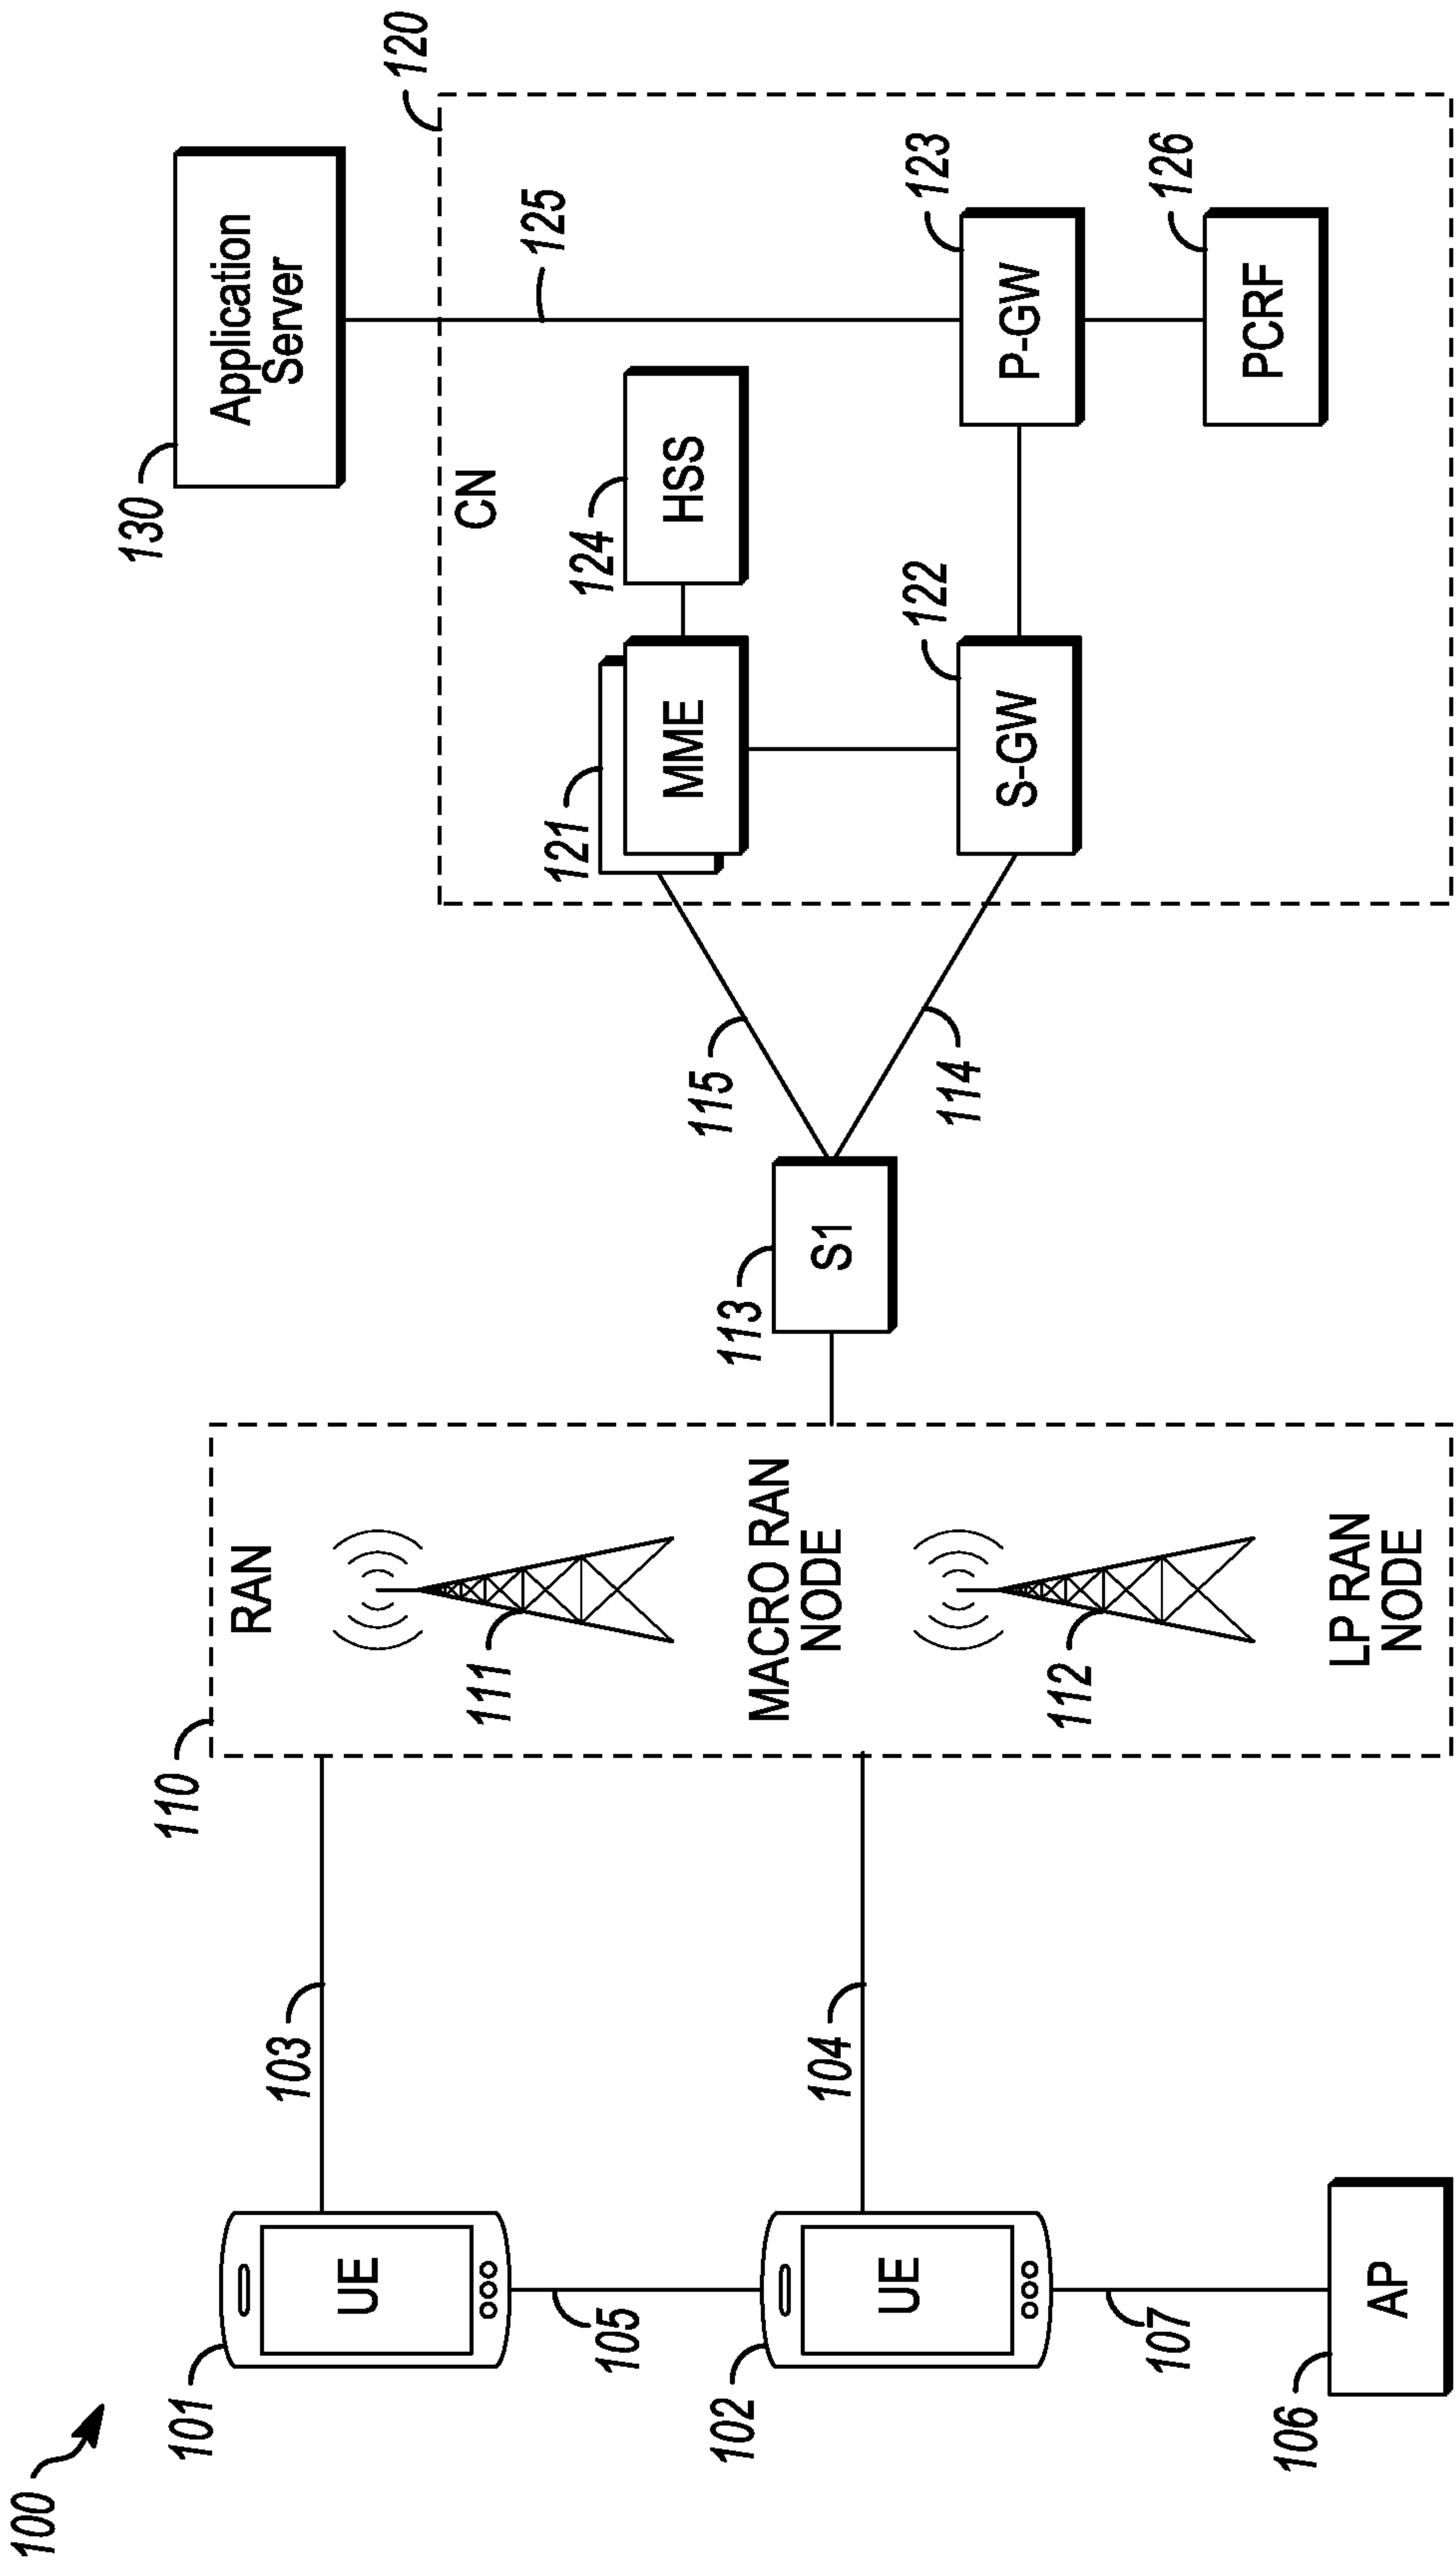 100
101
UE
103
105
102
UE
104
107
106
AP
110
RAN
111
MACRO RAN
NODE
112
LP RAN
NODE
113
S1
115
114
120
CN
121
MME
124
HSS
122
S-GW
123
P-GW
126
PCRF
125
130
Application
Server